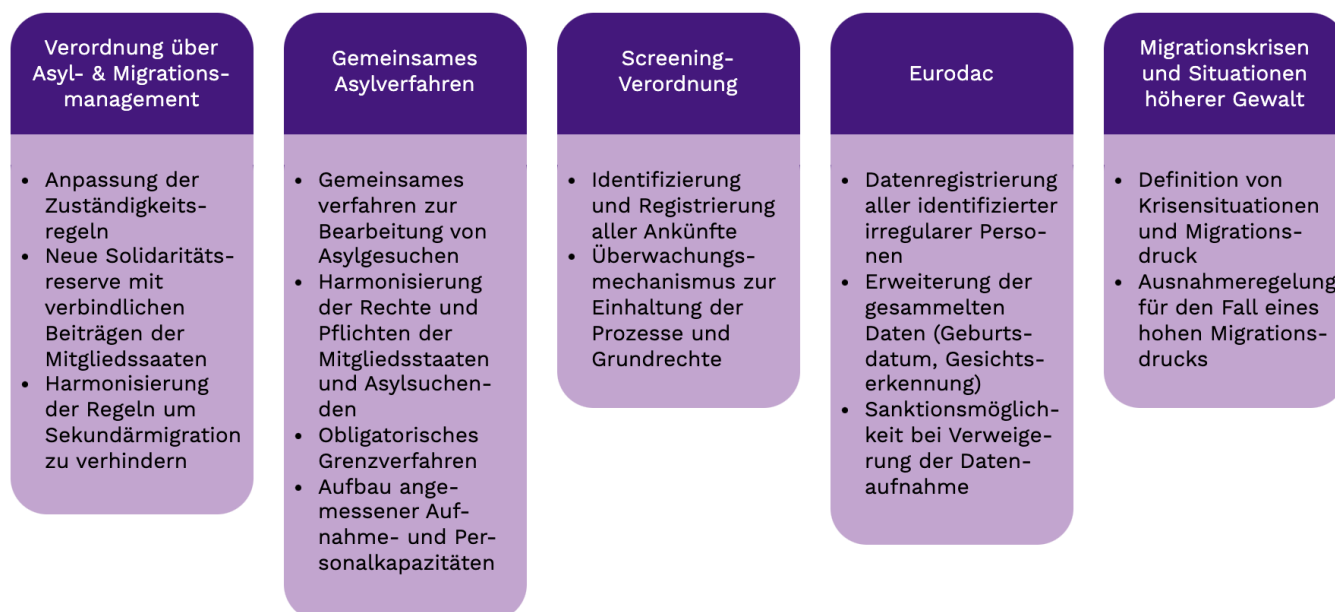 Verordnung über
Asyl- & Migrations-
management
• Anpassung der
Zuständigkeits-
regeln
• Neue Solidaritäts-
reserve mit
verbindlichen
Beiträgen der
Mitgliedssaaten
• Harmonisierung
der Regeln um
Sekundärmigration
zu verhindern
Gemeinsames
Asylverfahren
• Gemeinsames
verfahren zur
Bearbeitung von
Asylgesuchen
• Harmonisierung
der Rechte und
Pflichten der
Mitgliedsstaaten
und Asylsuchen-
den
• Obligatorisches
Grenzverfahren
• Aufbau ange-
messener Auf-
nahme- und Per-
sonalkapazitäten
Screening-
Verordnung
• Identifizierung
und Registrierung
aller Ankünfte
• Überwachungs-
mechanismus zur
Einhaltung der
Prozesse und
Grundrechte
Eurodac
• Datenregistrierung
aller identifizierter
irregularer Perso-
nen
• Erweiterung der
gesammelten
Daten (Geburts-
datum, Gesichts-
erkennung)
• Sanktionsmöglich-
keit bei Verweige-
rung der Daten-
aufnahme
Migrationskrisen
und Situationen
höherer Gewalt
• Definition von
Krisensituationen
und Migrations-
druck
• Ausnahmeregelung
für den Fall eines
hohen Migrations-
drucks